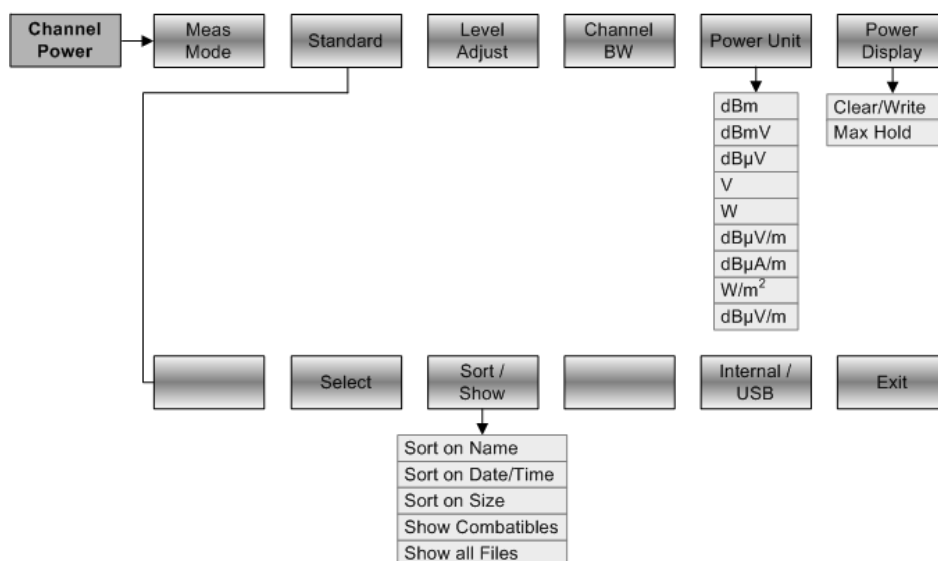 Channel
Power
Meas
Mode
Standard
Level
Adjust
Channel
BW
Power Unit
Power
Display
dBm
dBmV
dBµV
V
W
dBµV/m
dBµA/m
W/m²
dBµV/m
Clear/Write
Max Hold
Select
Sort /
Show
Internal /
USB
Exit
Sort on Name
Sort on Date/Time
Sort on Size
Show Combatibles
Show all Files